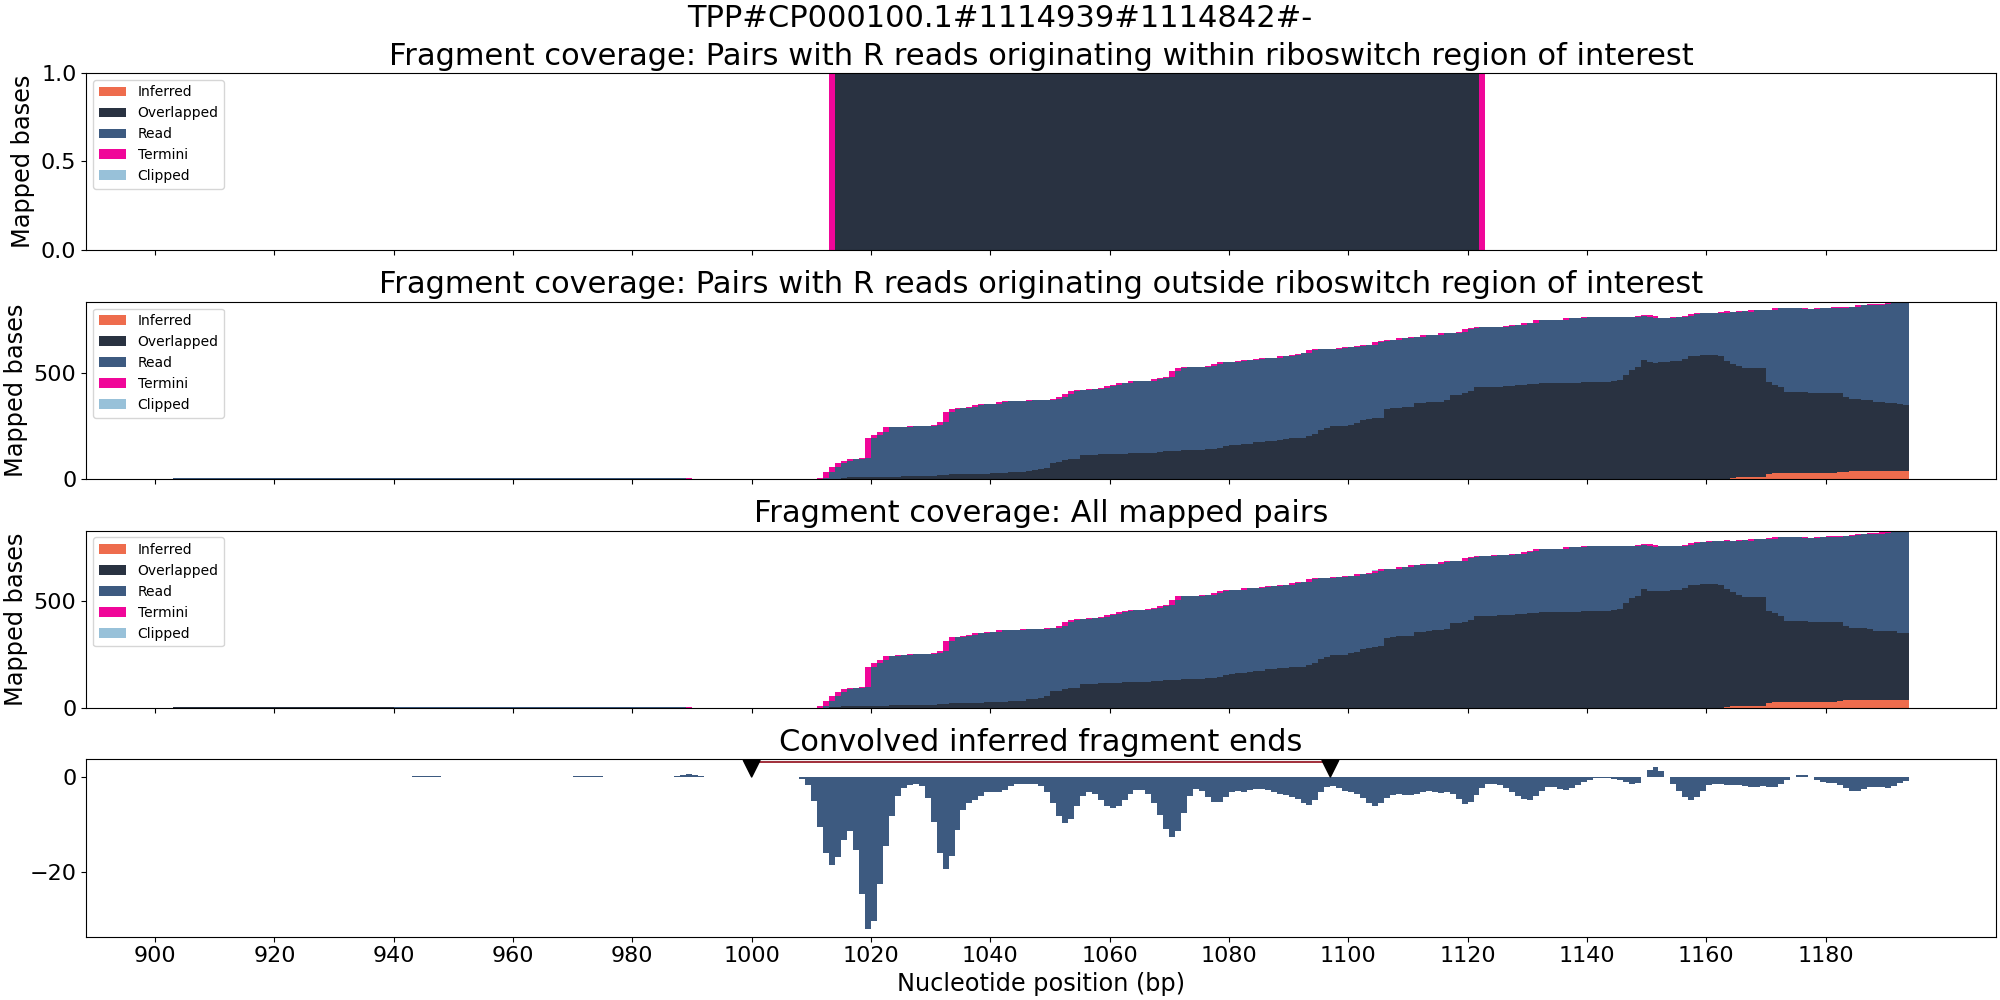 TPP#CP000100.1#1114939#1114842#-
Fragment coverage: Pairs with R reads originating within riboswitch region of interest
Mapped bases
1.0
0.5
0.0
Inferred
Overlapped
Read
Termini
Clipped
Fragment coverage: Pairs with R reads originating outside riboswitch region of interest
Mapped bases
500
0
Inferred
Overlapped
Read
Termini
Clipped
Fragment coverage: All mapped pairs
Mapped bases
500
0
Inferred
Overlapped
Read
Termini
Clipped
Convolved inferred fragment ends
0
−20
900 920 940 960 980 1000 1020 1040 1060 1080 1100 1120 1140 1160 1180
Nucleotide position (bp)